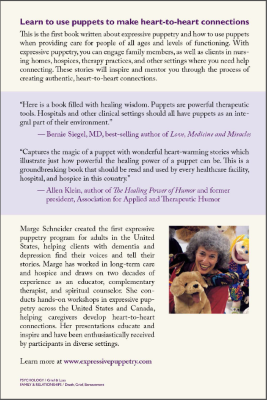 Learn to use puppets to make heart-to-heart connections
This is the first book written about expressive puppetry and how to use puppets
when providing care for people of all ages and levels of functioning. With
expressive puppetry, you can engage family members, as well as clients in nurs-
ing homes, hospices, therapy practices, and other settings where you need help
connecting. These stories will inspire and mentor you through the process of
creating authentic, heart-to-heart connections.
"Here is a book filled with healing wisdom. Puppets are powerful therapeutic
tools. Hospitals and other clinical settings should all have puppets as an inte-
gral part of their environment."
— Bernie Siegel, MD, best-selling author of Love, Medicine and Miracles
"Captures the magic of a puppet with wonderful heart-warming stories which
illustrate just how powerful the healing power of a puppet can be. This is a
groundbreaking book that should be read and used by every healthcare facility,
hospital, and hospice in this country."
— Allen Klein, author of The Healing Power of Humor and former
president, Association for Applied and Therapeutic Humor
Marge Schneider created the first expressive
puppetry program for adults in the United
States, helping clients with dementia and
depression find their voices and tell their
stories. Marge has worked in long-term care
and hospice and draws on two decades of
experience as an educator, complementary
therapist, and spiritual counselor. She con-
ducts hands-on workshops in expressive pup-
petry across the United States and Canada,
helping caregivers develop heart-to-heart
connections. Her presentations educate and
inspire and have been enthusiastically received
by participants in diverse settings.
Learn more at www.expressivepuppetry.com
PSYCHOLOGY / Grief & Loss
FAMILY & RELATIONSHIPS / Death, Grief, Bereavement